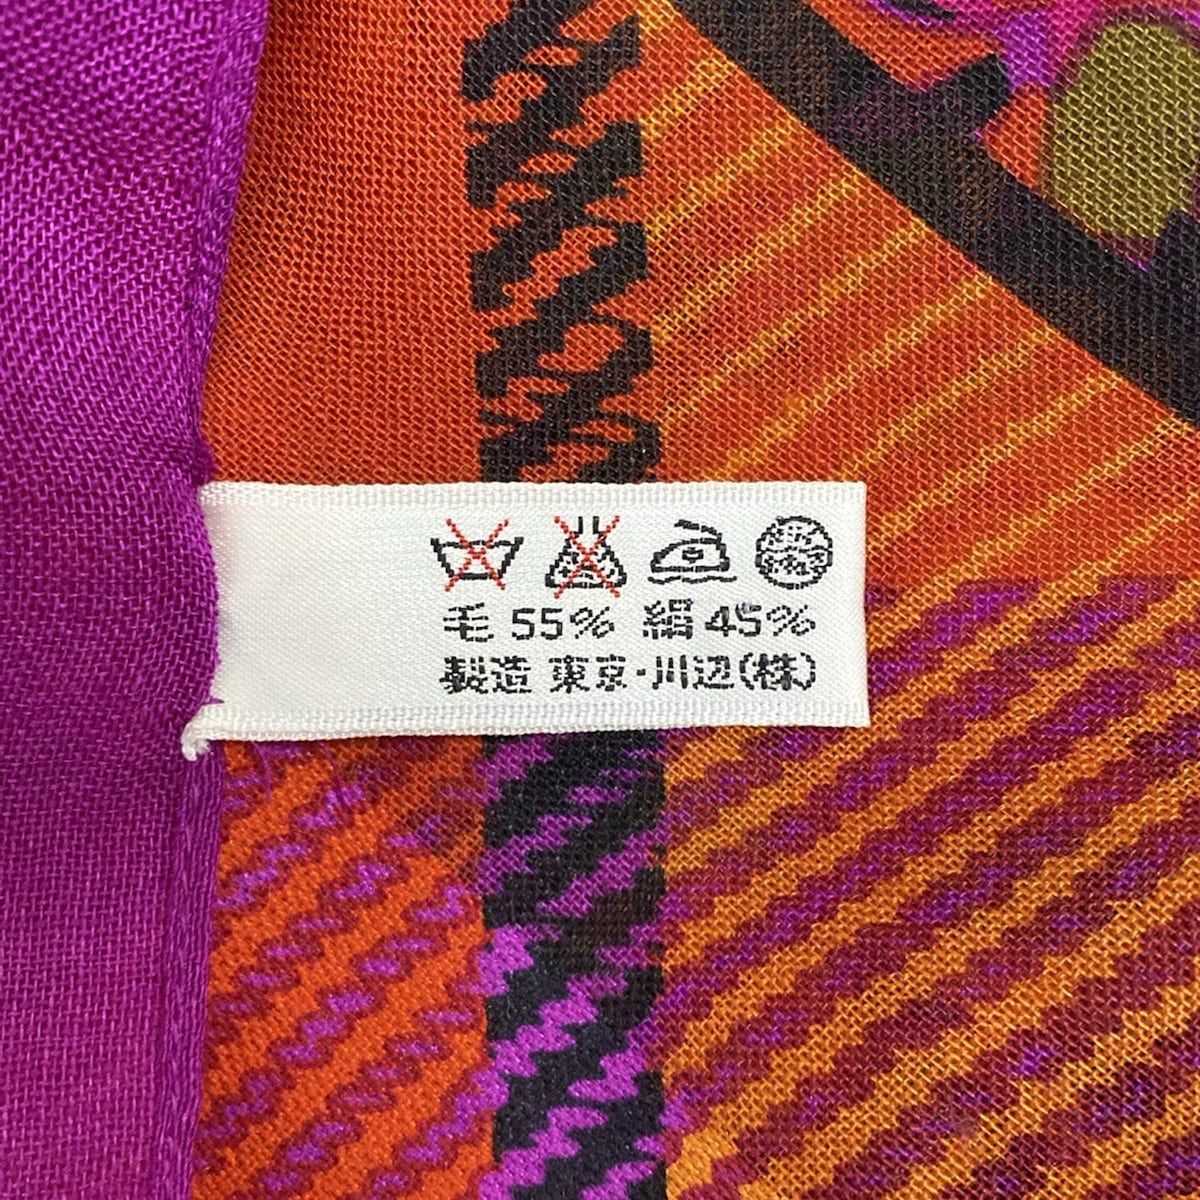 毛 55% 絹 45%
製造 東京・川辺(株)